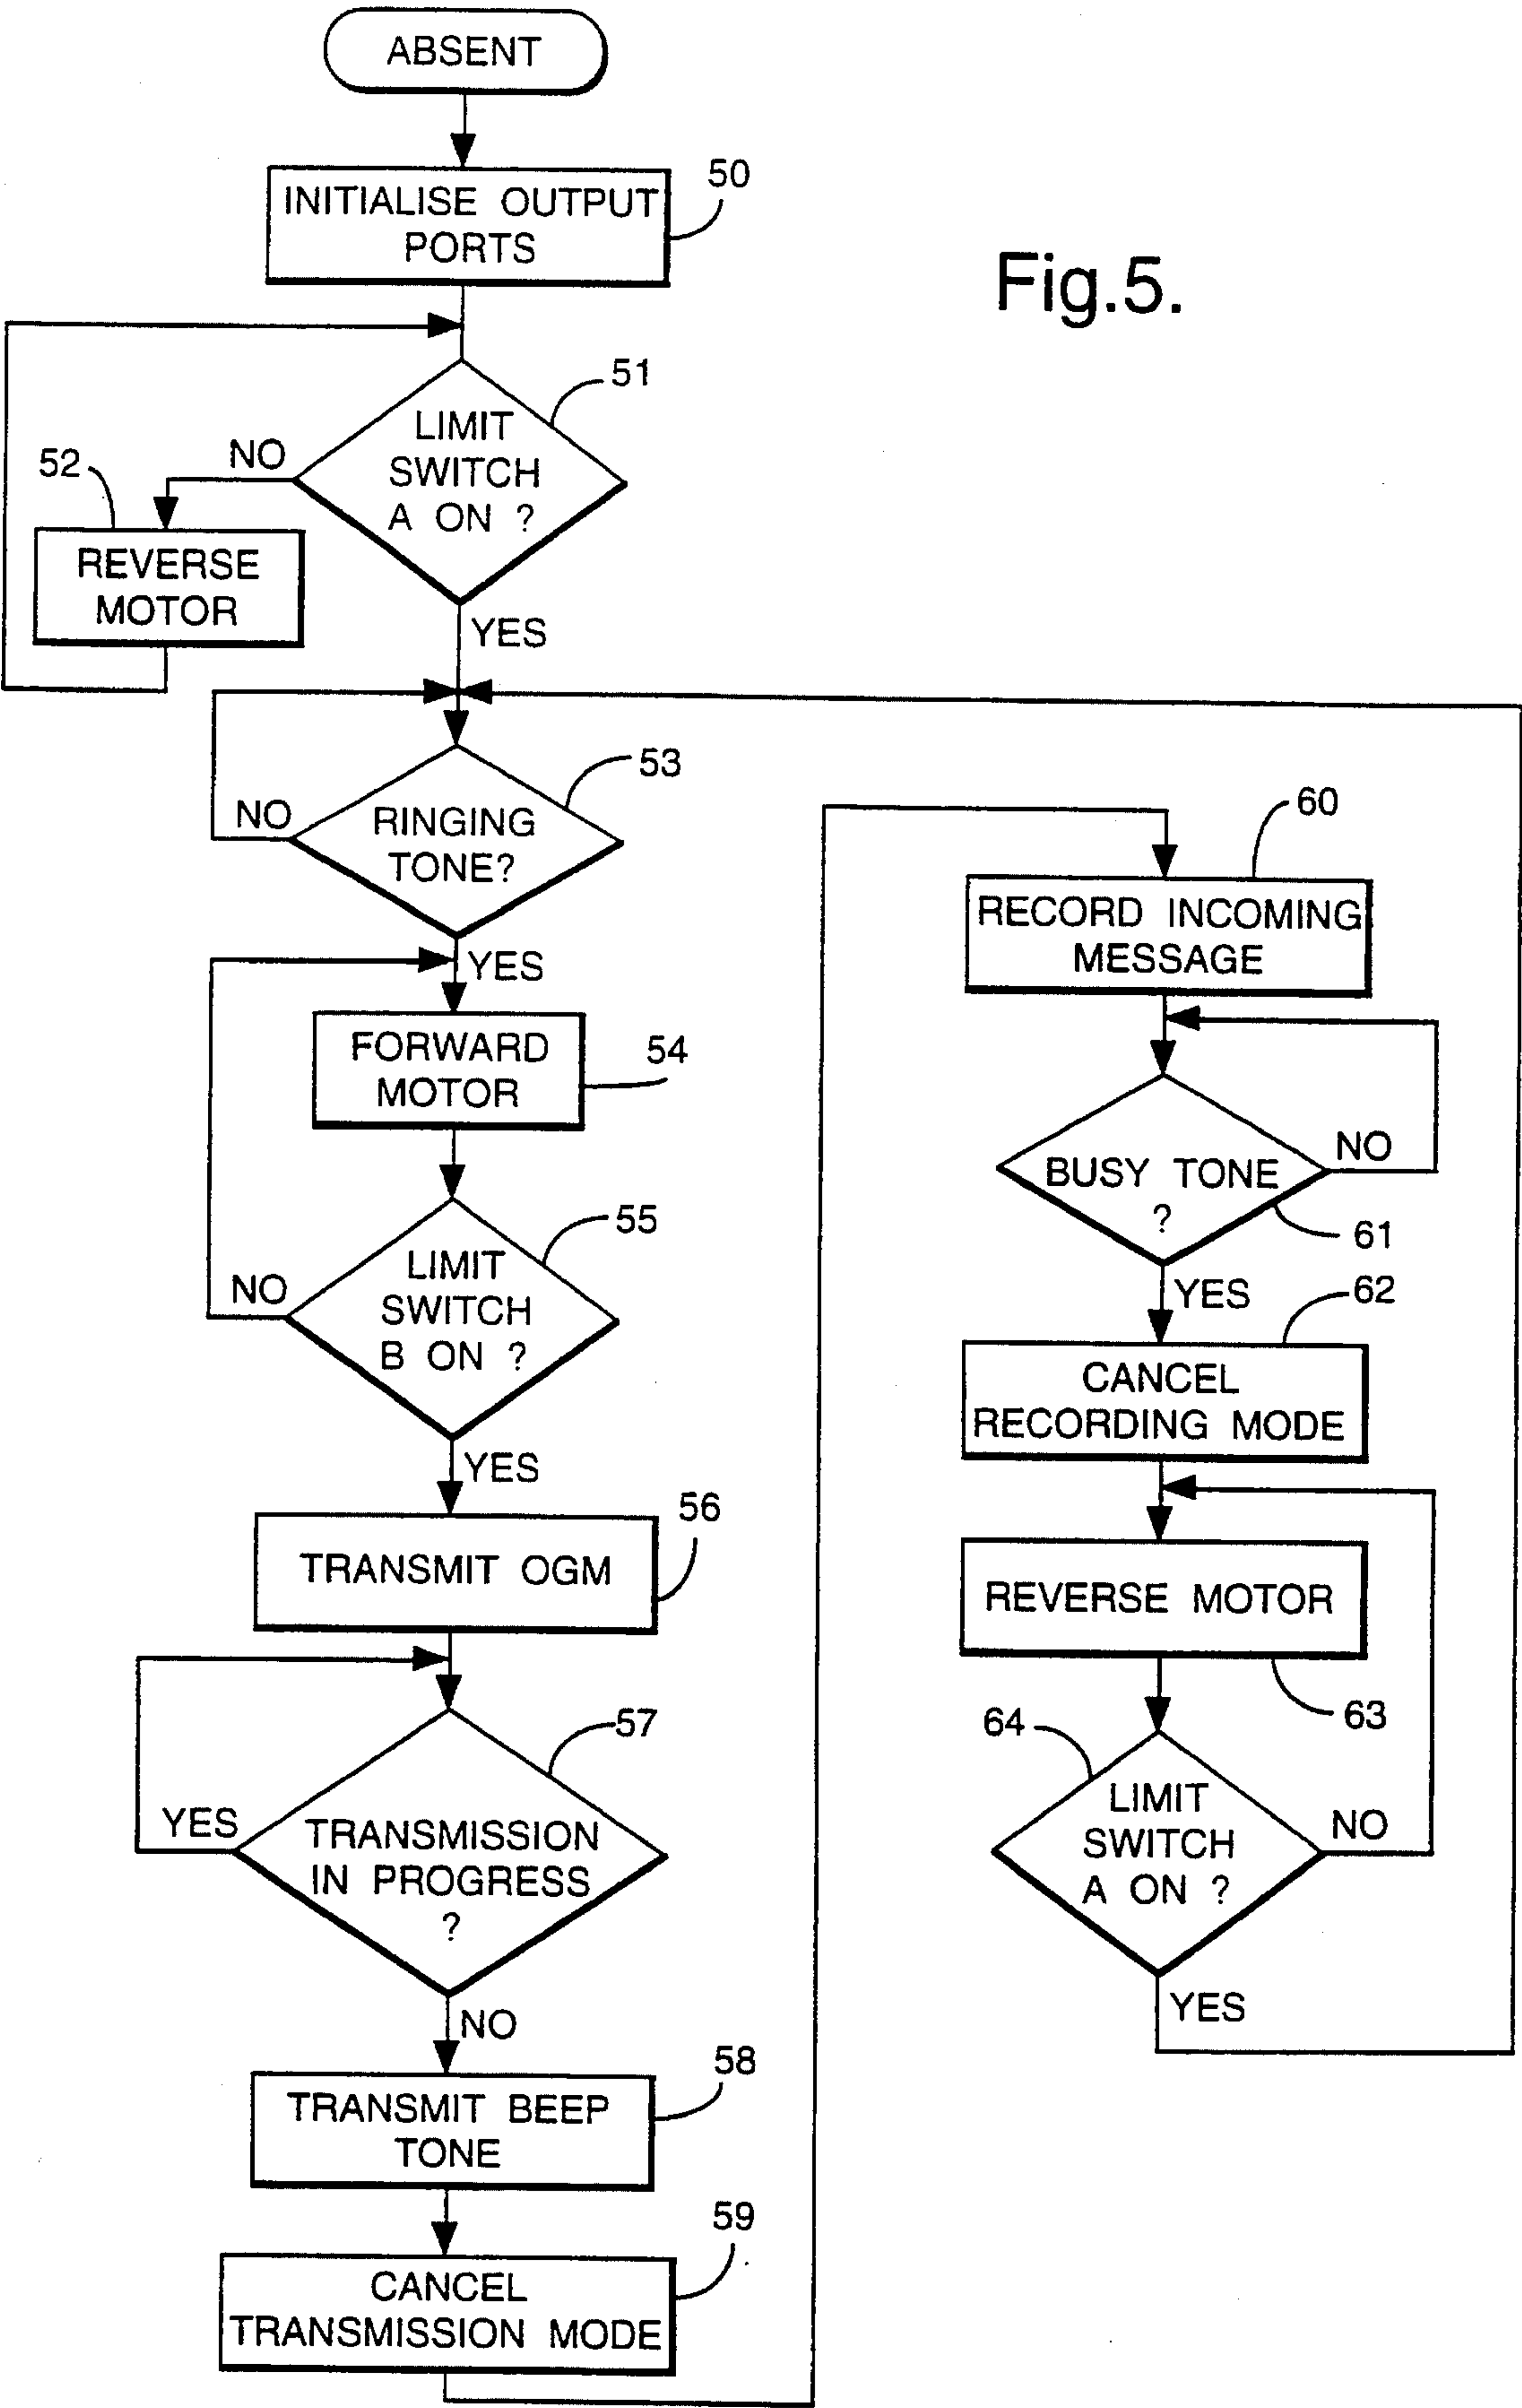 ABSENT
INITIALISE OUTPUT
PORTS
50
Fig.5.
51
LIMIT
SWITCH
A ON ?
NO
52
REVERSE
MOTOR
YES
53
RINGING
TONE?
NO
YES
FORWARD
MOTOR
54
55
LIMIT
SWITCH
B ON ?
NO
YES
56
TRANSMIT OGM
57
YES
TRANSMISSION
IN PROGRESS
?
NO
58
TRANSMIT BEEP
TONE
59
CANCEL
TRANSMISSION MODE
60
RECORD INCOMING
MESSAGE
NO
BUSY TONE
?
61
YES
62
CANCEL
RECORDING MODE
REVERSE MOTOR
63
64
LIMIT
SWITCH
A ON ?
NO
YES